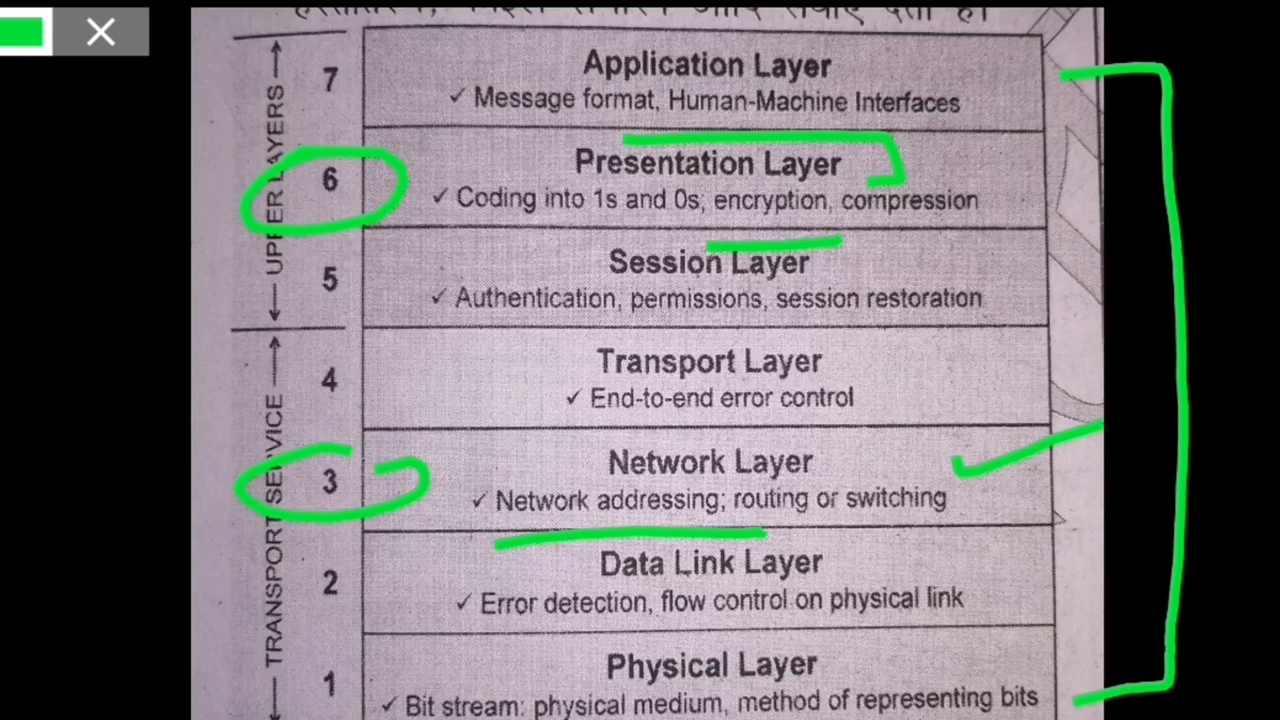 7
Application Layer
✓ Message format, Human-Machine Interfaces
6
Presentation Layer
✓ Coding into 1s and 0s; encryption, compression
5
Session Layer
✓ Authentication, permissions, session restoration
UPPER LAYERS
4
Transport Layer
✓ End-to-end error control
3
Network Layer
✓ Network addressing; routing or switching
2
Data Link Layer
✓ Error detection, flow control on physical link
1
Physical Layer
✓ Bit stream: physical medium, method of representing bits
TRANSPORT SERVICE